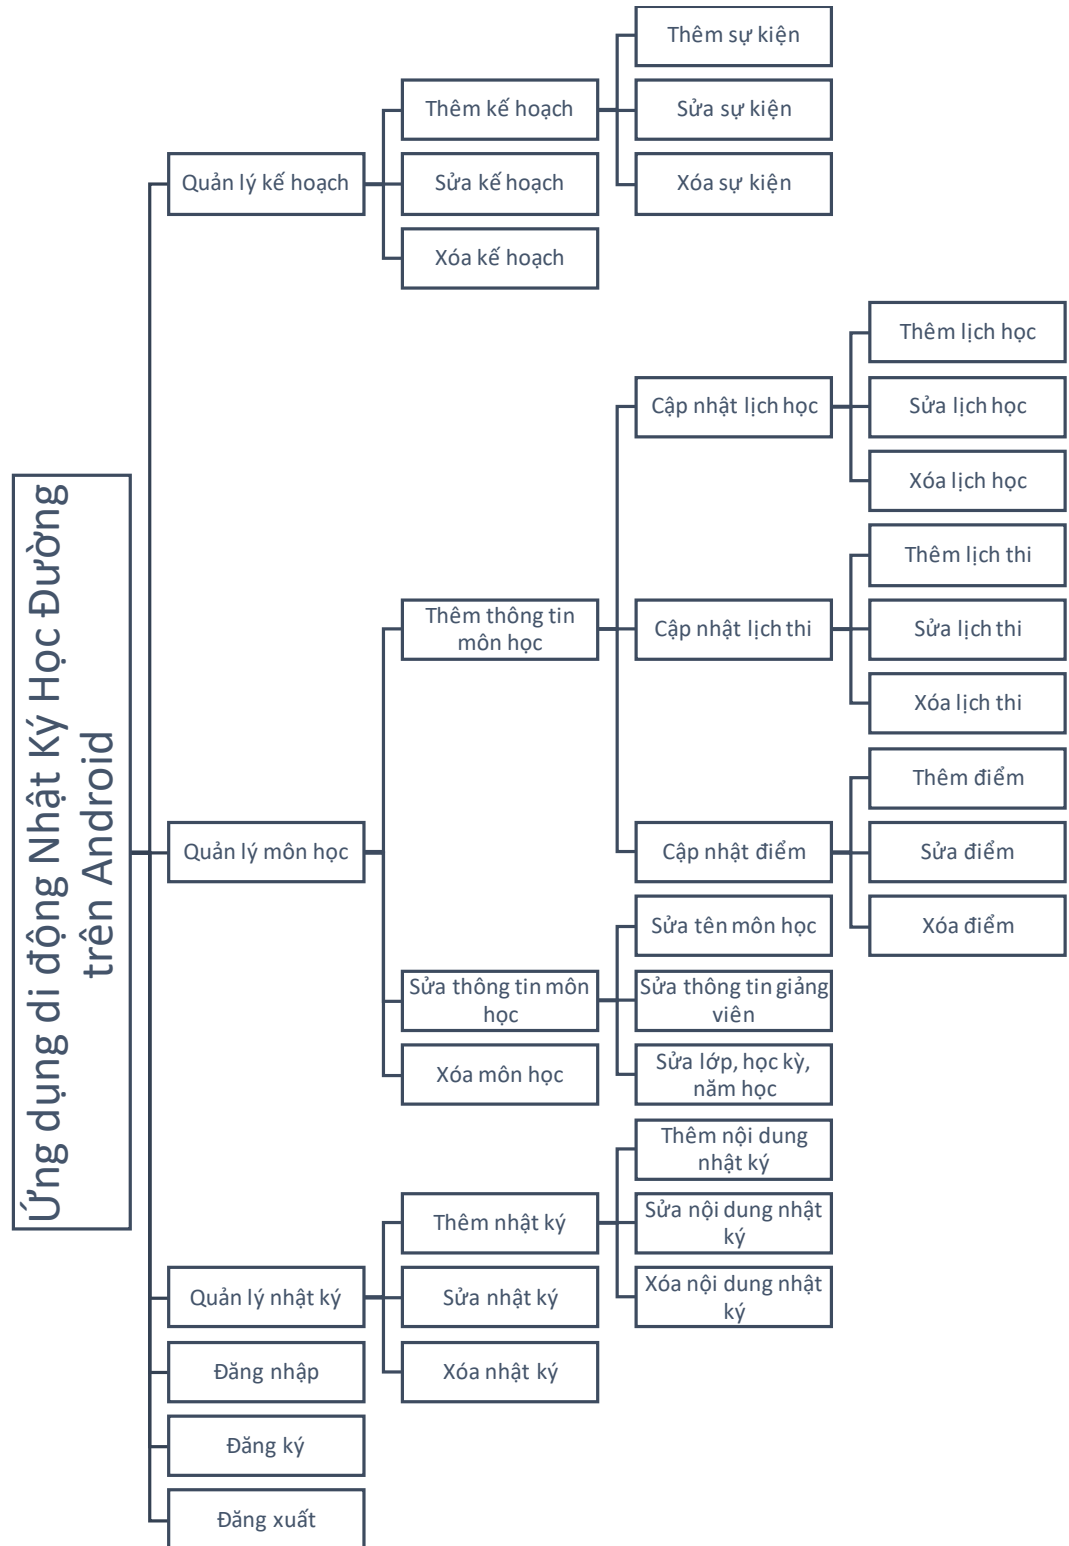 Ứng dụng di động Nhật Ký Học Đường
trên Android
Quản lý kế hoạch
Thêm kế hoạch
Thêm sự kiện
Sửa sự kiện
Xóa sự kiện
Sửa kế hoạch
Xóa kế hoạch
Quản lý môn học
Thêm thông tin
môn học
Cập nhật lịch học
Thêm lịch học
Sửa lịch học
Xóa lịch học
Cập nhật lịch thi
Thêm lịch thi
Sửa lịch thi
Xóa lịch thi
Cập nhật điểm
Thêm điểm
Sửa điểm
Xóa điểm
Sửa thông tin môn
học
Sửa tên môn học
Sửa thông tin giảng
viên
Sửa lớp, học kỳ,
năm học
Xóa môn học
Quản lý nhật ký
Thêm nhật ký
Thêm nội dung
nhật ký
Sửa nội dung nhật
ký
Xóa nội dung nhật
ký
Sửa nhật ký
Xóa nhật ký
Đăng nhập
Đăng ký
Đăng xuất